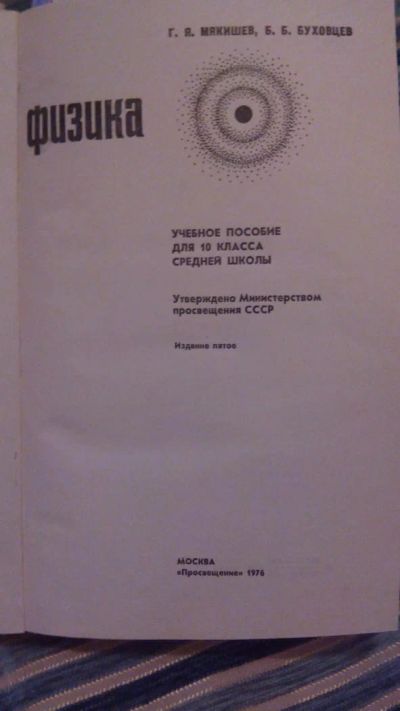 Г. Я. МЯКИШЕВ, Б. Б. БУХОВЦЕВ
физика
УЧЕБНОЕ ПОСОБИЕ
ДЛЯ 10 КЛАССА
СРЕДНЕЙ ШКОЛЫ
Утверждено Министерством
просвещения СССР
Издание пятое
МОСКВА
«Просвещение» 1976